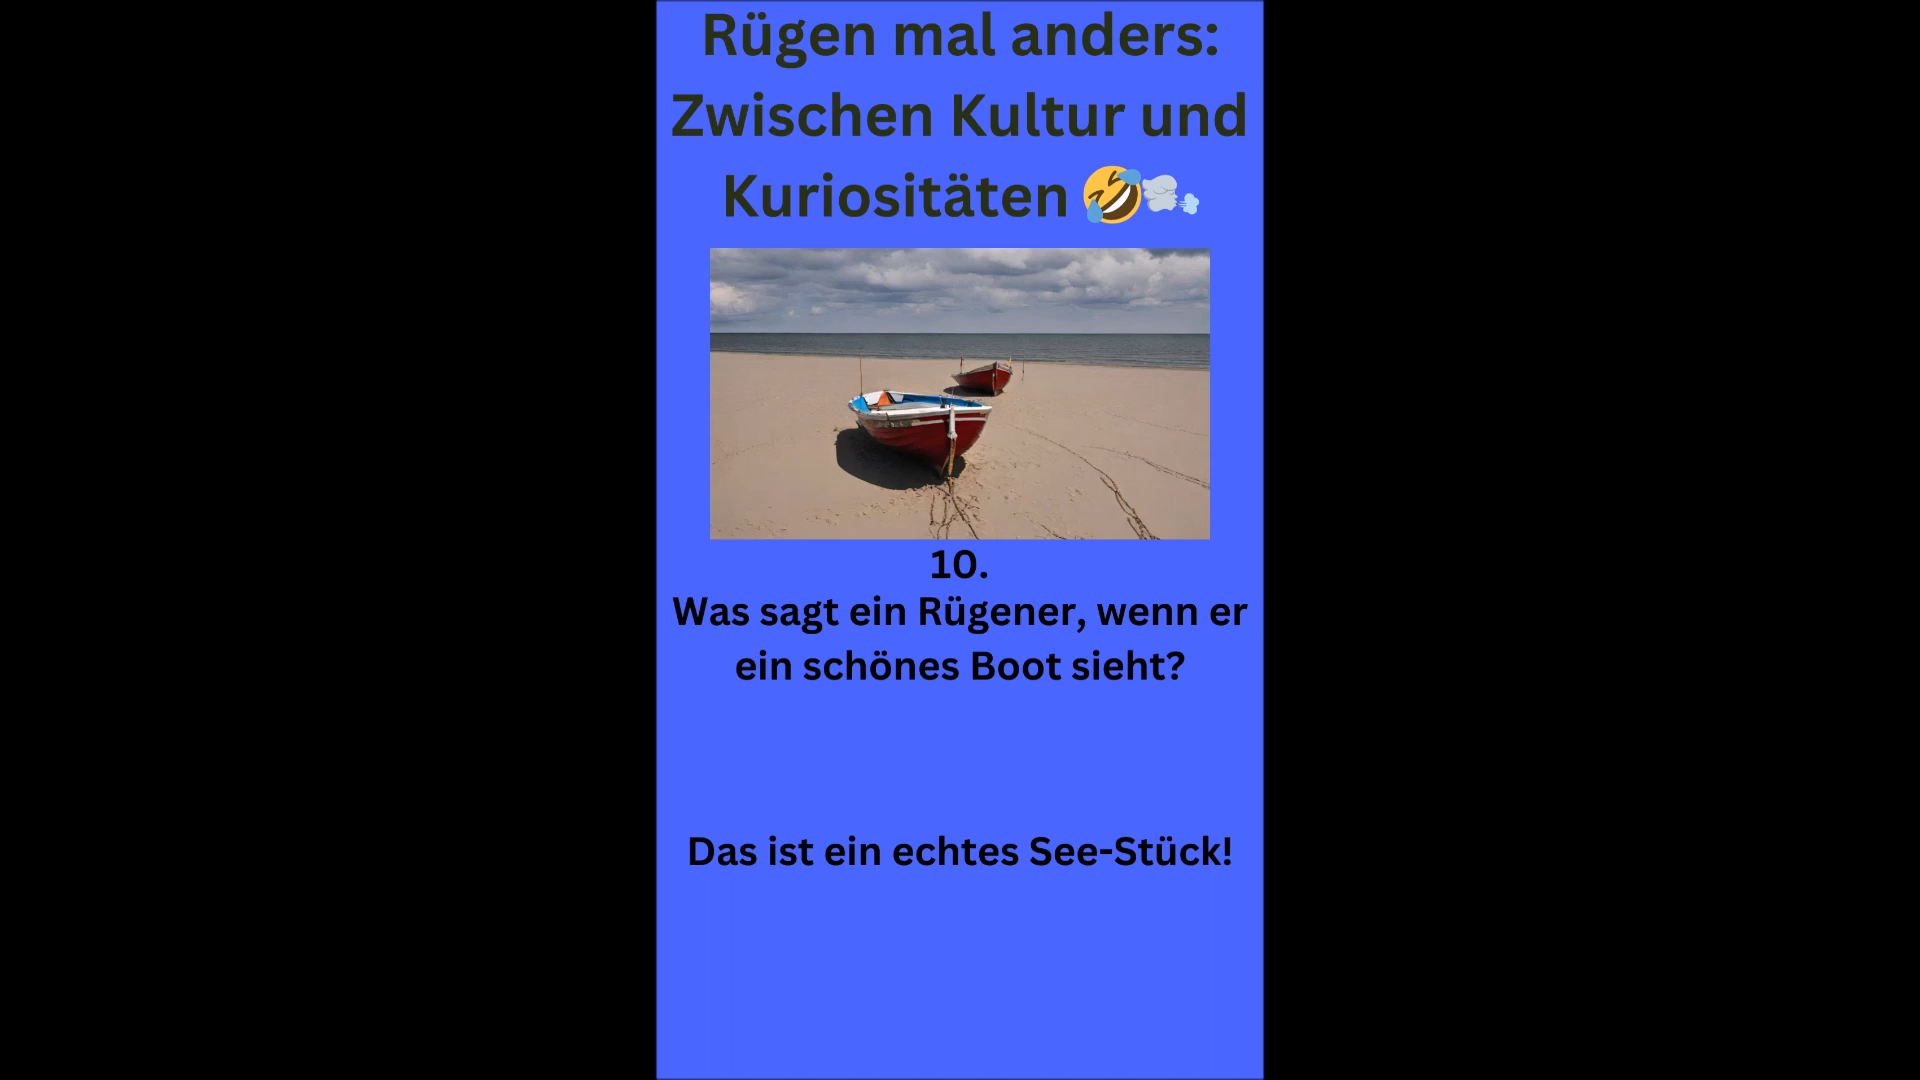 Rügen mal anders:
Zwischen Kultur und
Kuriositäten 🤣💨
10.
Was sagt ein Rügener, wenn er
ein schönes Boot sieht?
Das ist ein echtes See-Stück!